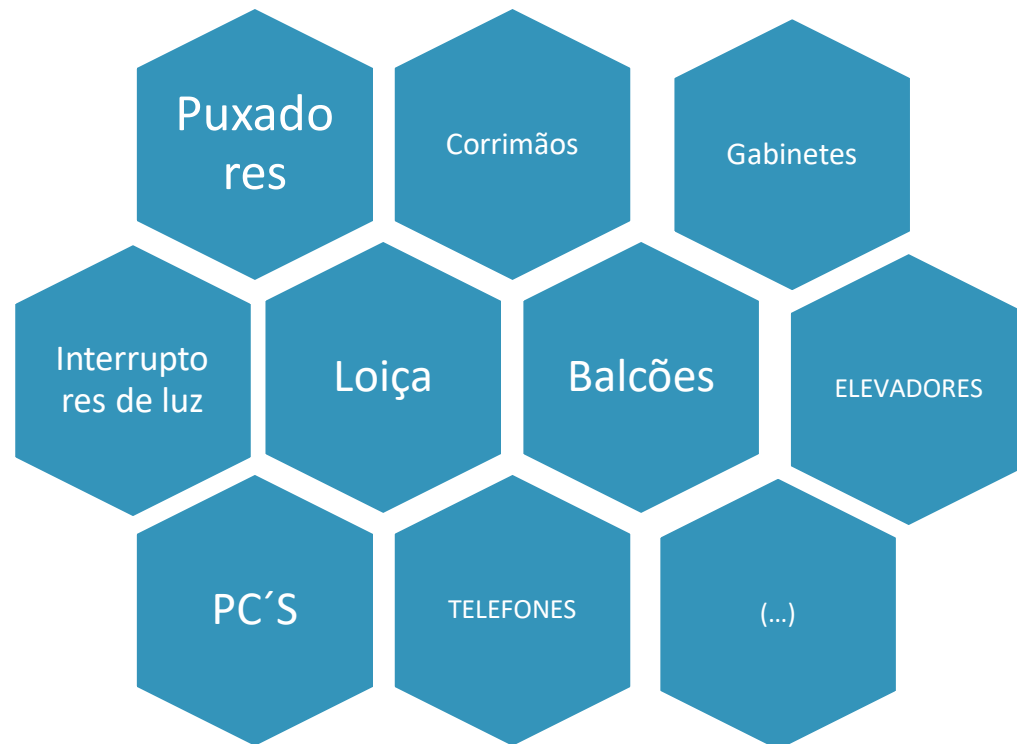 Puxado
res
Corrimãos
Gabinetes
Interrupto
res de luz
Loiça
Balcões
ELEVADORES
PC´S
TELEFONES
(...)